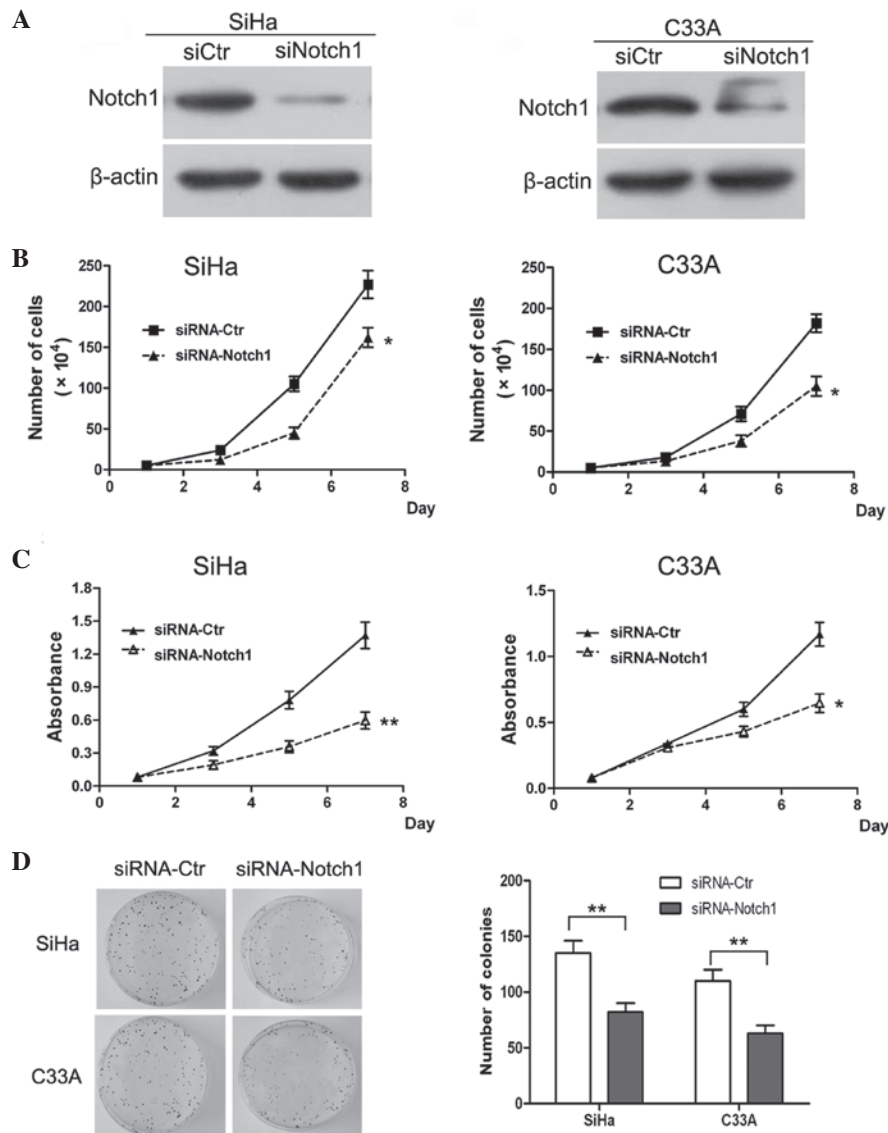 A
SiHa
siCtr siNotch1
Notch1
β-actin
C33A
siCtr siNotch1
Notch1
β-actin
B
SiHa
Number of cells
(× 10⁴)
250
200
150
100
50
0
siRNA-Ctr
siRNA-Notch1
*
0 2 4 6 8
Day
C33A
Number of cells
(× 10⁴)
250
200
150
100
50
0
siRNA-Ctr
siRNA-Notch1
*
0 2 4 6 8
Day
C
SiHa
Absorbance
1.8
1.5
1.2
0.9
0.6
0.3
0.0
siRNA-Ctr
siRNA-Notch1
**
0 2 4 6 8
Day
C33A
Absorbance
1.5
1.0
0.5
0.0
siRNA-Ctr
siRNA-Notch1
*
0 2 4 6 8
Day
D
siRNA-Ctr siRNA-Notch1
SiHa
C33A
Number of colonies
200
150
100
50
0
siRNA-Ctr
siRNA-Notch1
**
**
SiHa C33A